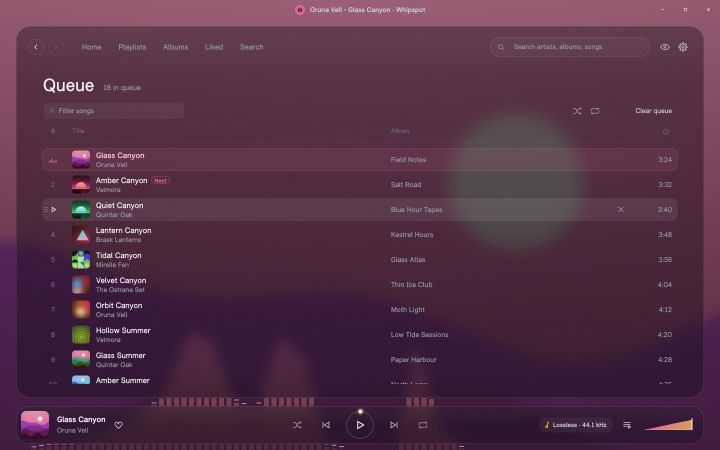 Oruna Vell - Glass Canyon · Whipspot
Home Playlists Albums Liked Search
Search artists, albums, songs
Queue 18 in queue
Filter songs
Clear queue
# Title Album
Glass Canyon
Oruna Vell
Field Notes 3:24
2 Amber Canyon Next
Velmora
Salt Road 3:32
Quiet Canyon
Quintar Oak
Blue Hour Tapes 3:40
4 Lantern Canyon
Brask Lanterns
Kestrel Hours 3:48
5 Tidal Canyon
Mirelle Fen
Glass Atlas 3:56
6 Velvet Canyon
The Ostrane Set
Thin Ice Club 4:04
7 Orbit Canyon
Oruna Vell
Moth Light 4:12
8 Hollow Summer
Velmora
Low Tide Sessions 4:20
9 Glass Summer
Quintar Oak
Paper Harbour 4:28
Amber Summer
Glass Canyon
Oruna Vell
Lossless · 44.1 kHz